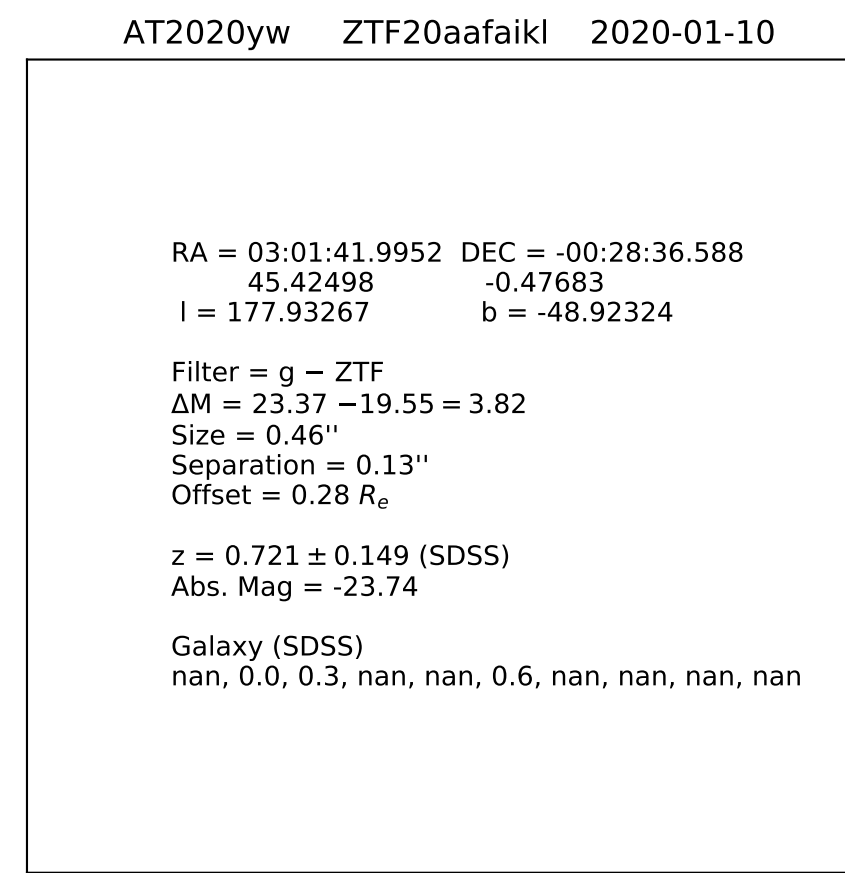 AT2020yw ZTF20aafaikl 2020-01-10
RA = 03:01:41.9952 DEC = -00:28:36.588
45.42498 -0.47683
l = 177.93267 b = -48.92324
Filter = g − ZTF
ΔM = 23.37 −19.55 = 3.82
Size = 0.46''
Separation = 0.13''
Offset = 0.28 Re
z = 0.721 ± 0.149 (SDSS)
Abs. Mag = -23.74
Galaxy (SDSS)
nan, 0.0, 0.3, nan, nan, 0.6, nan, nan, nan, nan